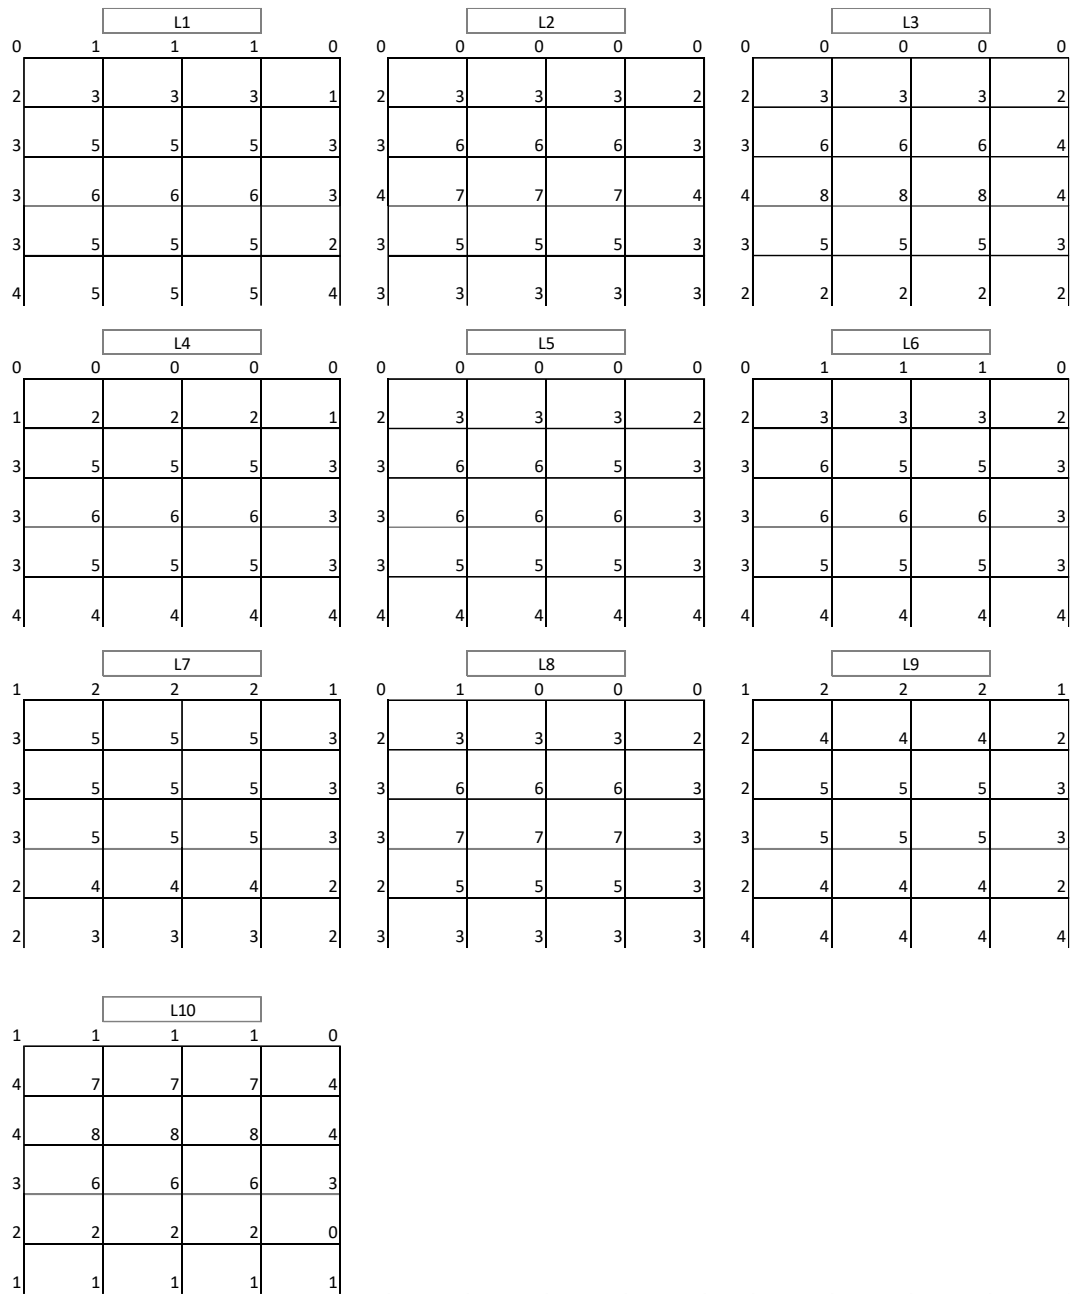 L1 L2 L3
0 1 1 1 0 0 0 0 0 0 0 0 0 0 0
2 3 3 3 1 2 3 3 3 2 2 3 3 3 2
3 5 5 5 3 3 6 6 6 3 3 6 6 6 4
3 6 6 6 3 4 7 7 7 4 4 8 8 8 4
3 5 5 5 2 3 5 5 5 3 3 5 5 5 3
4 5 5 5 4 3 3 3 3 3 2 2 2 2 2
L4 L5 L6
0 0 0 0 0 0 0 0 0 0 0 1 1 1 0
1 2 2 2 1 2 3 3 3 2 2 3 3 3 2
3 5 5 5 3 3 6 6 5 3 3 6 5 5 3
3 6 6 6 3 3 6 6 6 3 3 6 6 6 3
3 5 5 5 3 3 5 5 5 3 3 5 5 5 3
4 4 4 4 4 4 4 4 4 4 4 4 4 4 4
L7 L8 L9
1 2 2 2 1 0 1 0 0 0 1 2 2 2 1
3 5 5 5 3 2 3 3 3 2 2 4 4 4 2
3 5 5 5 3 3 6 6 6 3 2 5 5 5 3
3 5 5 5 3 3 7 7 7 3 3 5 5 5 3
2 4 4 4 2 2 5 5 5 3 2 4 4 4 2
2 3 3 3 2 3 3 3 3 3 4 4 4 4 4
L10
1 1 1 1 0
4 7 7 7 4
4 8 8 8 4
3 6 6 6 3
2 2 2 2 0
1 1 1 1 1